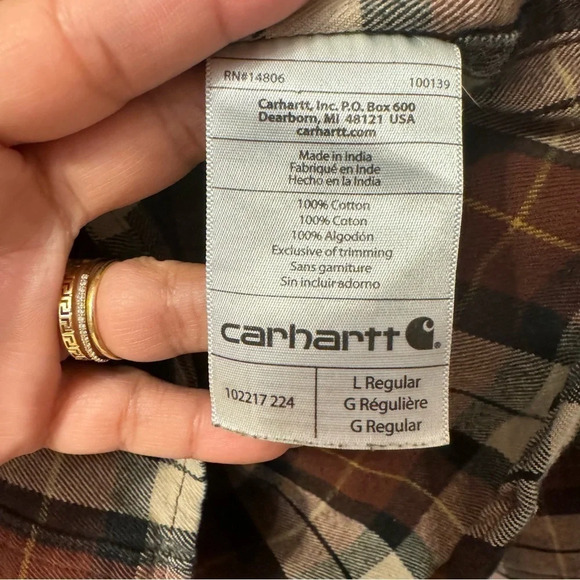 RN#14806 100139
Carhartt, Inc. P.O. Box 600
Dearborn, MI 48121 USA
carhartt.com
Made in India
Fabriqué en Inde
Hecho en la India
100% Cotton
100% Coton
100% Algodón
Exclusive of trimming
Sans garniture
Sin incluir adorno
carhartt
102217 224
L Regular
G Régulière
G Regular